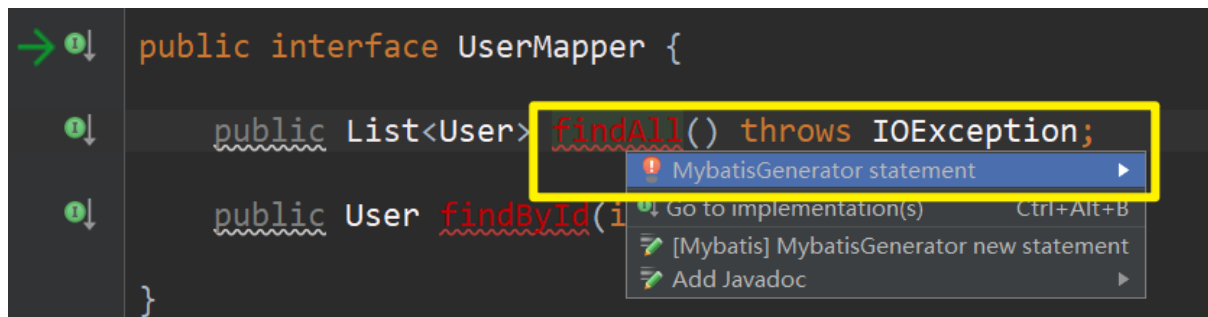 public interface UserMapper {
public List<User> findAll() throws IOException;
MybatisGenerator statement
Go to implementation(s) Ctrl+Alt+B
public User findById(i
[Mybatis] MybatisGenerator new statement
Add Javadoc
}